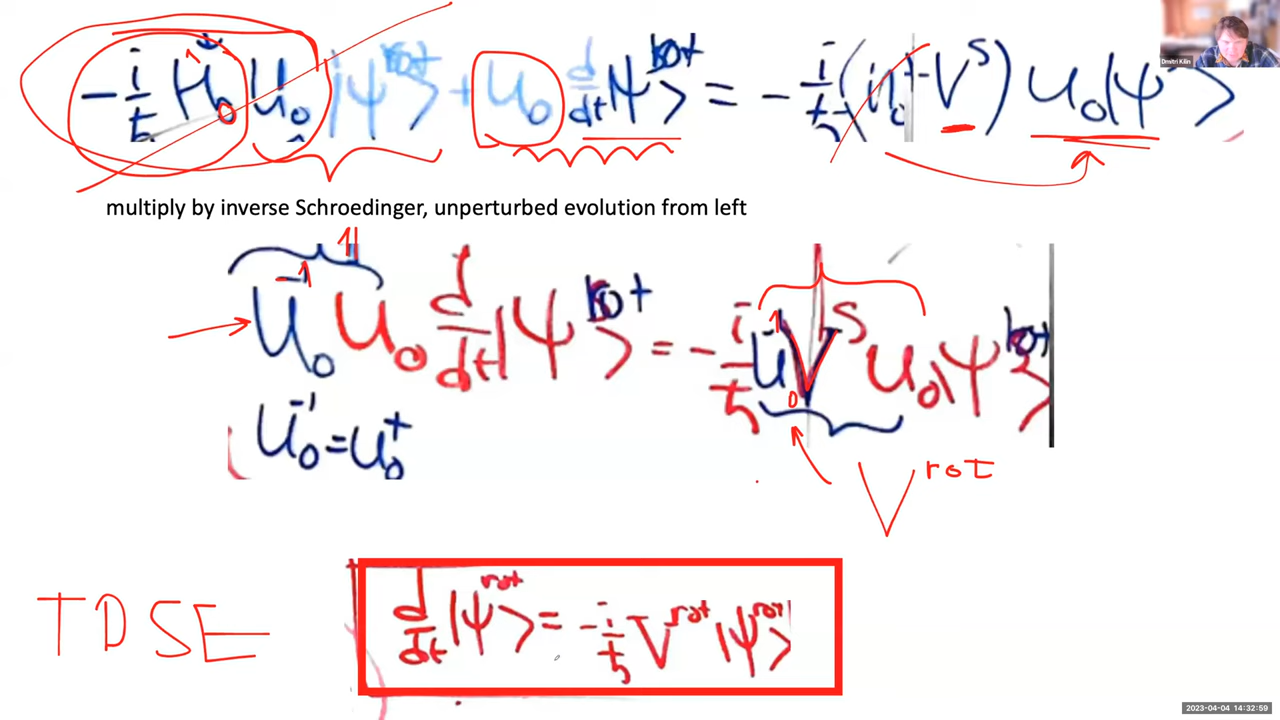 -i/ħ H₀ U₀ |ψ^rot⟩ + U₀ d/dt |ψ^rot⟩ = -i/ħ (H₀ + V^S) U₀ |ψ⟩
Dmitri Kilin
multiply by inverse Schroedinger, unperturbed evolution from left
1
U₀^-1 U₀ d/dt |ψ^rot⟩ = -i/ħ U₀^-1 V^S U₀ |ψ^rot⟩
U₀^-1 = U₀^+
V^rot
TDSE
d/dt |ψ^rot⟩ = -i/ħ V^rot |ψ^rot⟩
2023-04-04 14:32:59